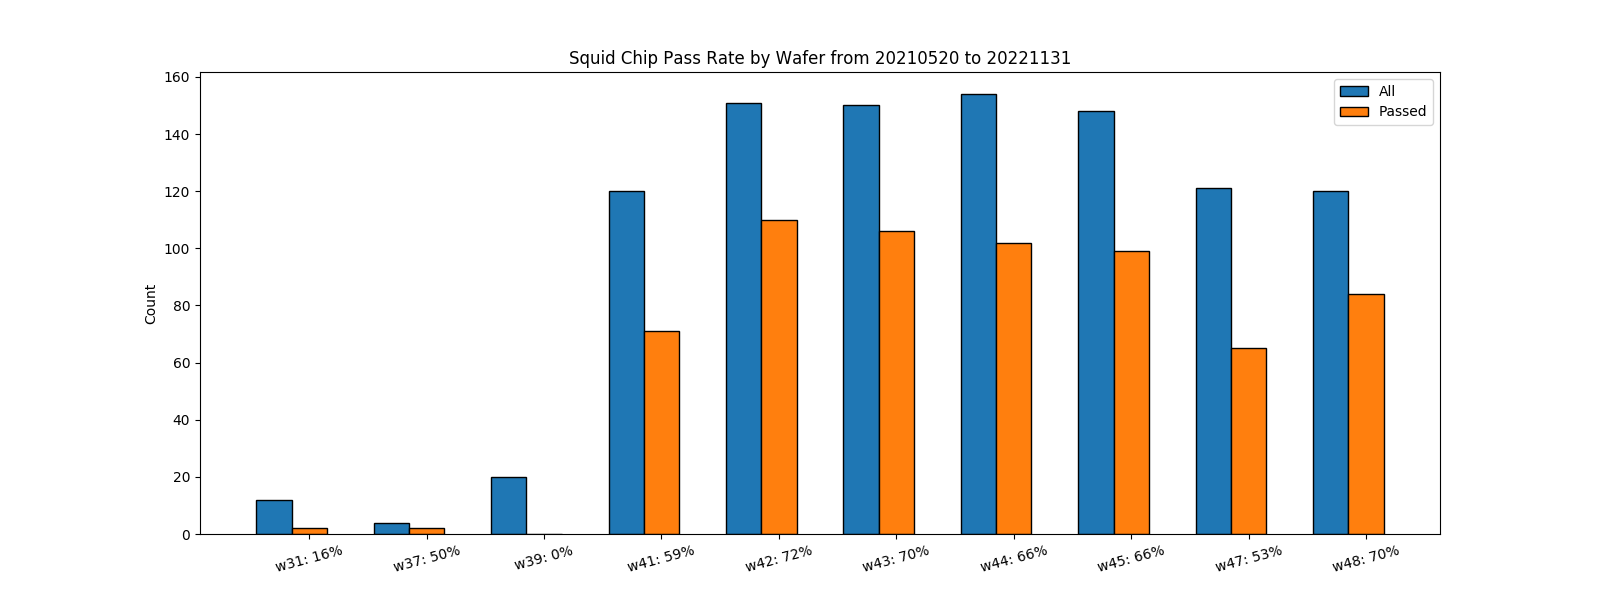 Squid Chip Pass Rate by Wafer from 20210520 to 20221131
160
140
120
100
80
60
40
20
0
Count
All
Passed
w31: 16%
w37: 50%
w39: 0%
w41: 59%
w42: 72%
w43: 70%
w44: 66%
w45: 66%
w47: 53%
w48: 70%